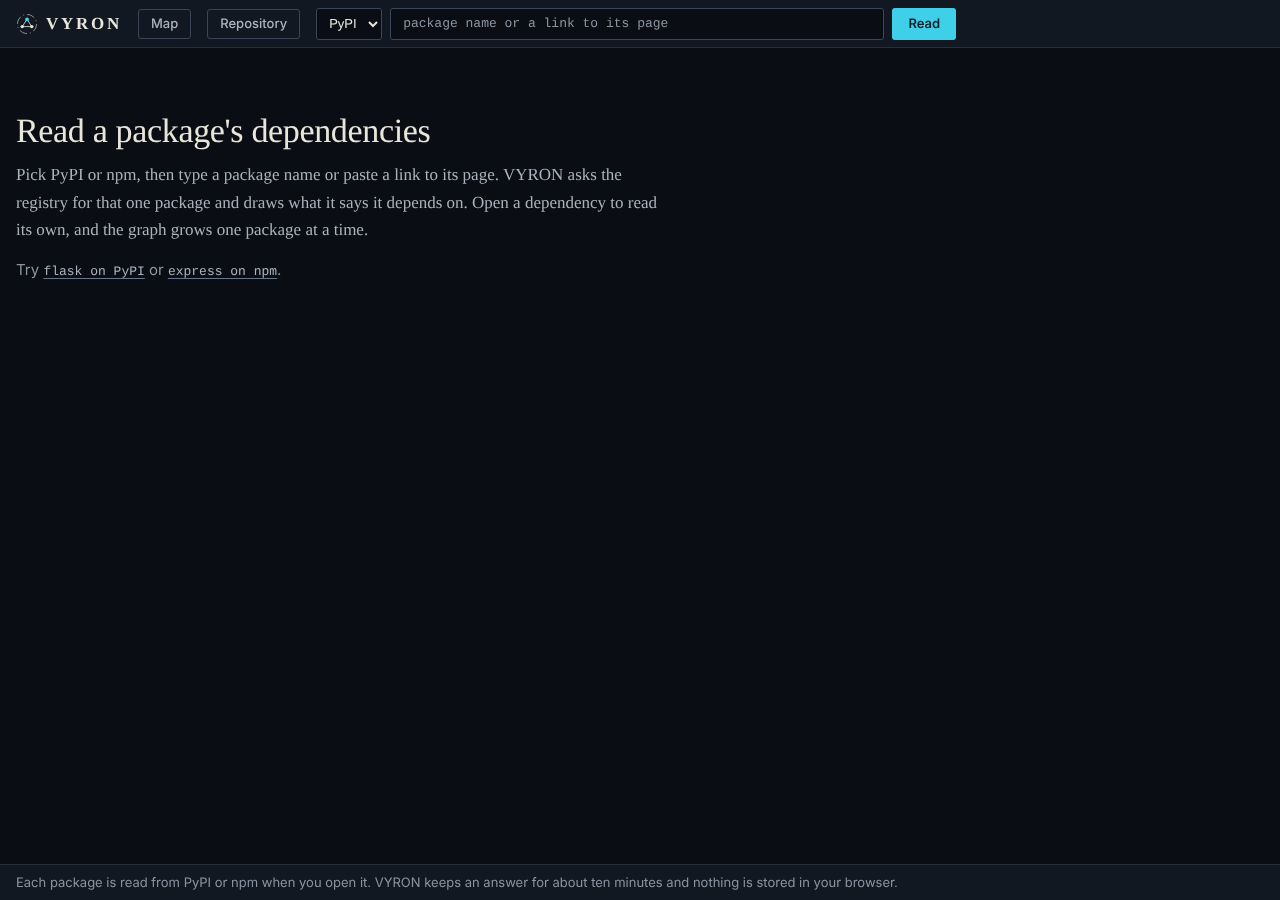 VYRON Map Repository PyPI package name or a link to its page Read
Read a package's dependencies
Pick PyPI or npm, then type a package name or paste a link to its page. VYRON asks the
registry for that one package and draws what it says it depends on. Open a dependency to read
its own, and the graph grows one package at a time.
Try flask on PyPI or express on npm.
Each package is read from PyPI or npm when you open it. VYRON keeps an answer for about ten minutes and nothing is stored in your browser.